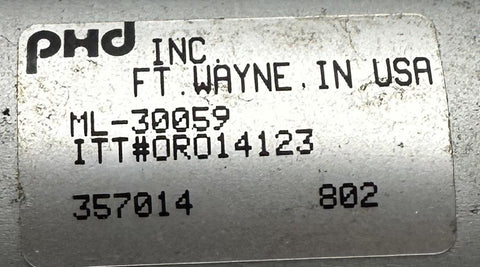 PHD INC.
FT. WAYNE, IN USA
ML-30059
ITT#OR014123
357014 802